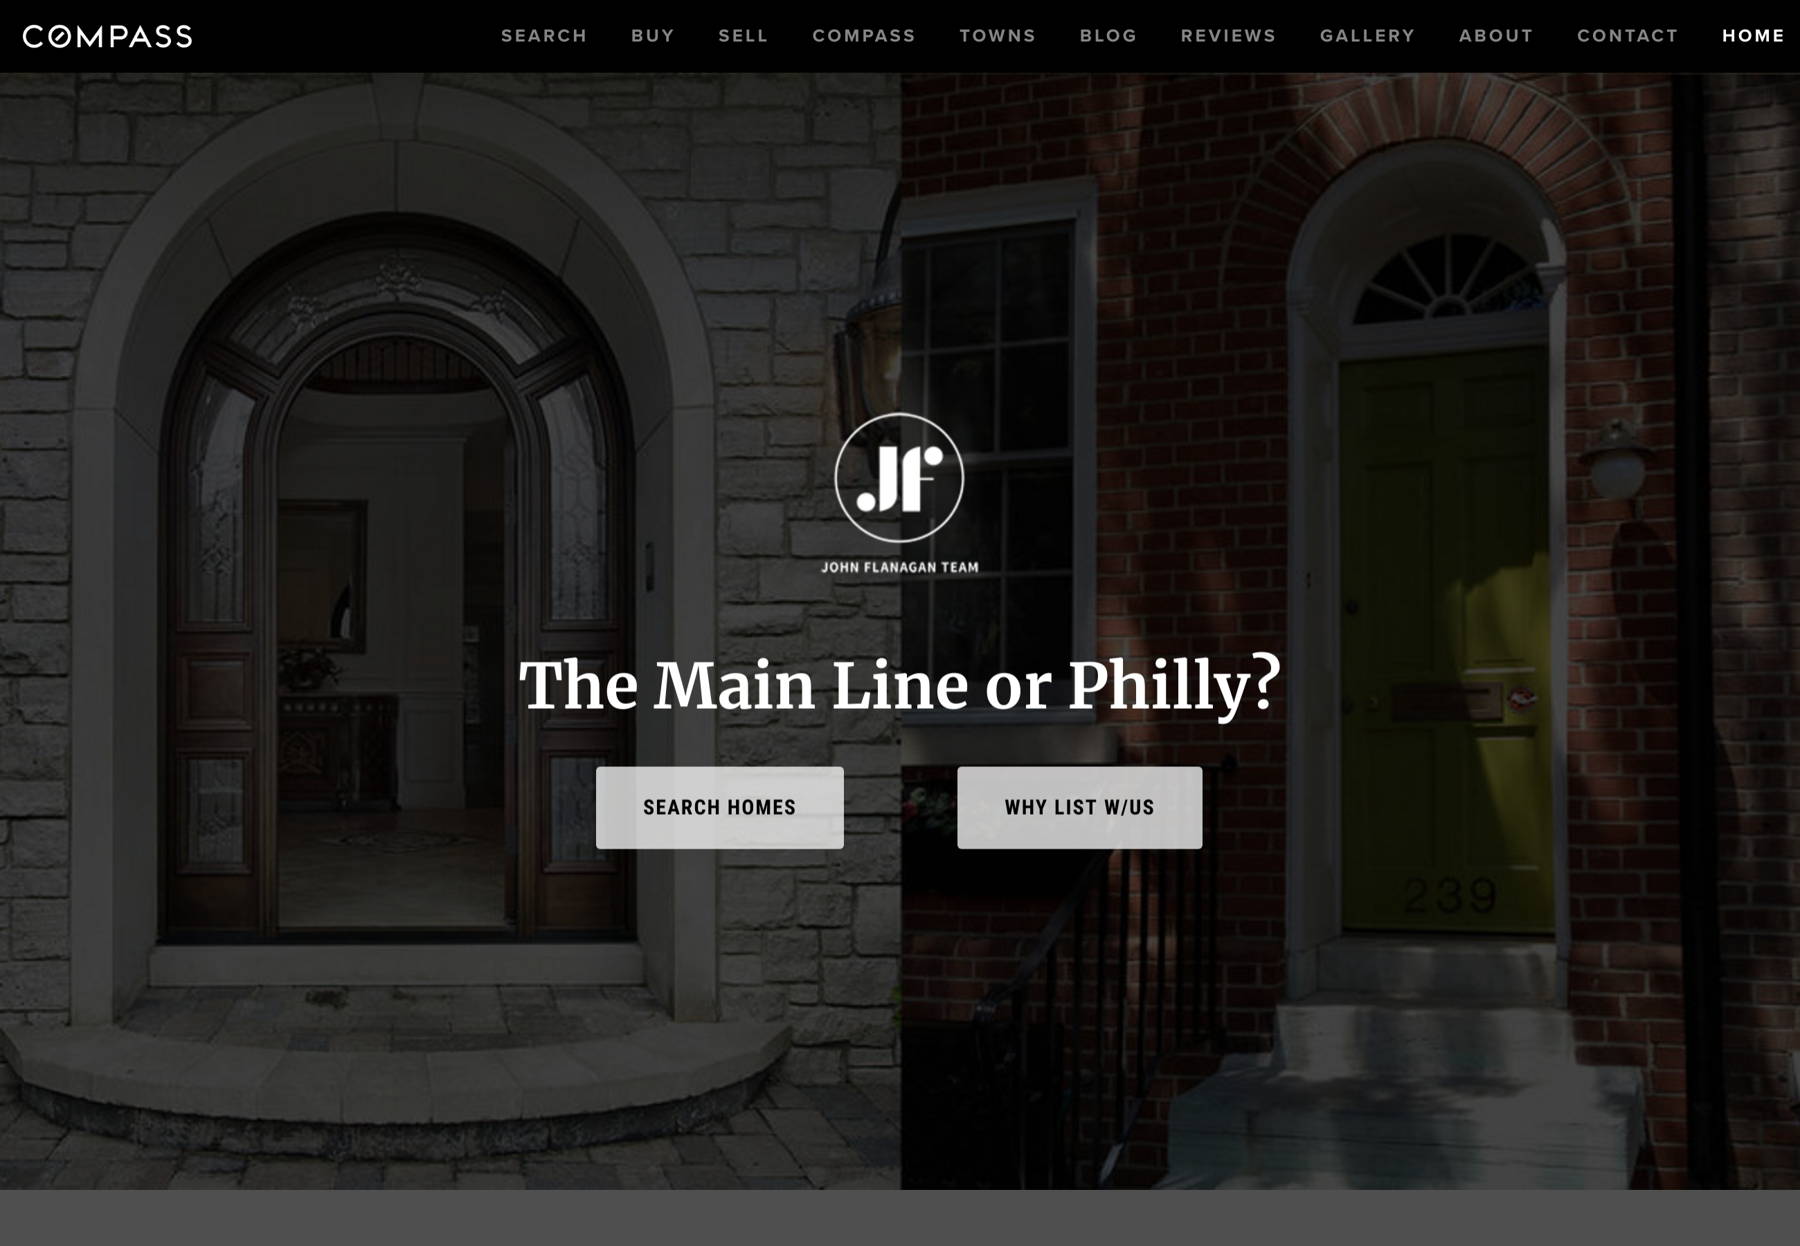 COMPASS
SEARCH BUY SELL COMPASS TOWNS BLOG REVIEWS GALLERY ABOUT CONTACT HOME
JF
JOHN FLANAGAN TEAM
The Main Line or Philly?
SEARCH HOMES WHY LIST W/US
239